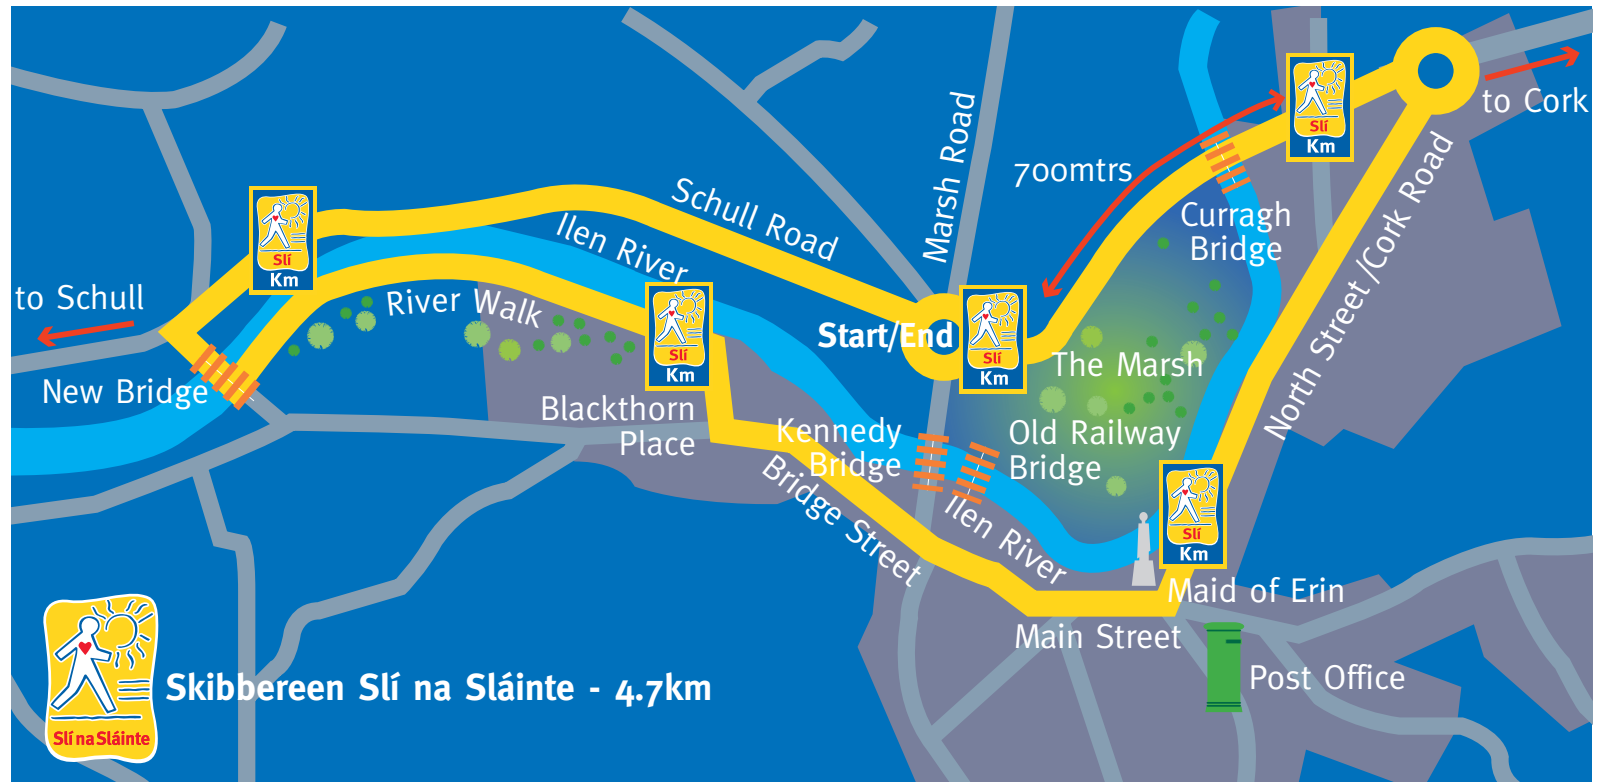 to Cork
Marsh Road
700mtrs
Slí
Km
Schull Road
Curragh
Bridge
Ilen River
Slí
Km
to Schull
River Walk
North Street/Cork Road
Start/End
Slí
Km
Slí
Km
The Marsh
New Bridge
Blackthorn
Place
Kennedy
Bridge
Old Railway
Bridge
Bridge Street
Ilen River
Slí
Km
Maid of Erin
Main Street
Post Office
Skibbereen Slí na Sláinte - 4.7km
Slí na Sláinte